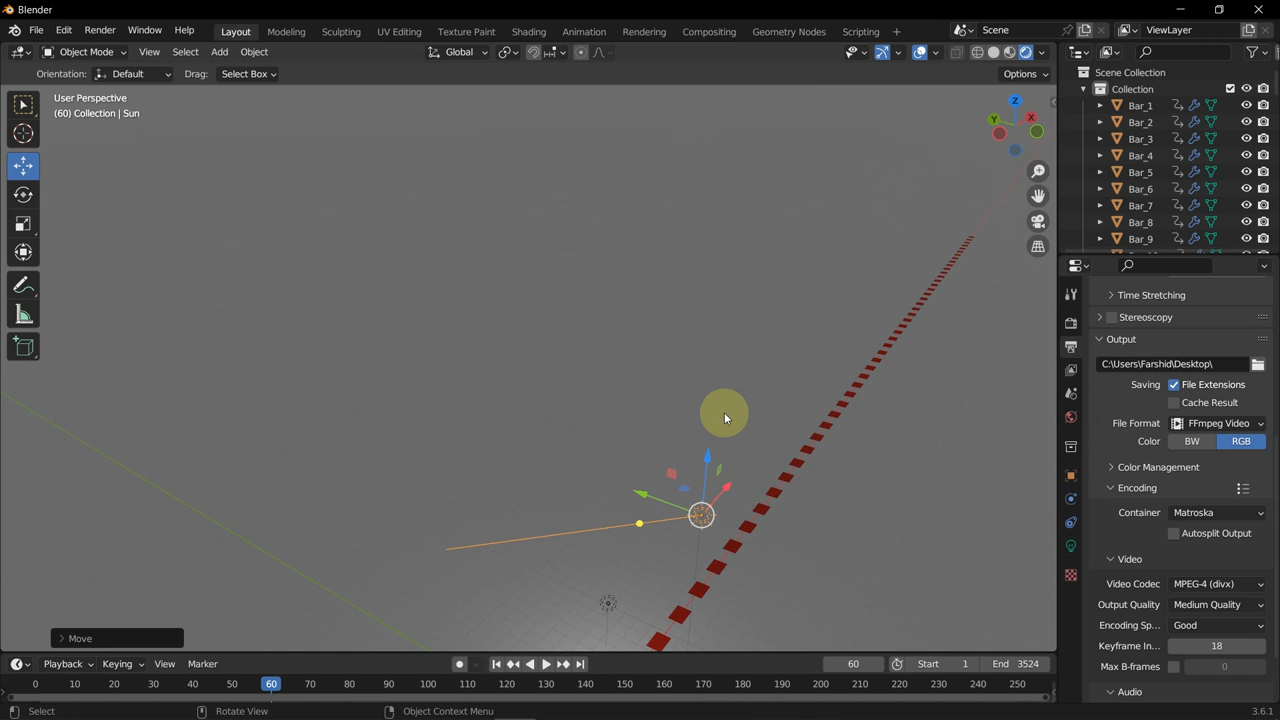 Blender
File Edit Render Window Help Layout Modeling Sculpting UV Editing Texture Paint Shading Animation Rendering Compositing Geometry Nodes Scripting + Scene ViewLayer
Object Mode View Select Add Object Global
Orientation: Default Drag: Select Box Options
User Perspective
(60) Collection | Sun
Z
Y
X
Move
Scene Collection
Collection
Bar_1
Bar_2
Bar_3
Bar_4
Bar_5
Bar_6
Bar_7
Bar_8
Bar_9
Time Stretching
Stereoscopy
Output
C:\Users\Farshid\Desktop\
Saving File Extensions
Cache Result
File Format FFmpeg Video
Color BW RGB
Color Management
Encoding
Container Matroska
Autosplit Output
Video
Video Codec MPEG-4 (divx)
Output Quality Medium Quality
Encoding Sp... Good
Keyframe In... 18
Max B-frames 0
Audio
Playback Keying View Marker 60 Start 1 End 3524
0 10 20 30 40 50 60 70 80 90 100 110 120 130 140 150 160 170 180 190 200 210 220 230 240 250
Select Rotate View Object Context Menu 3.6.1